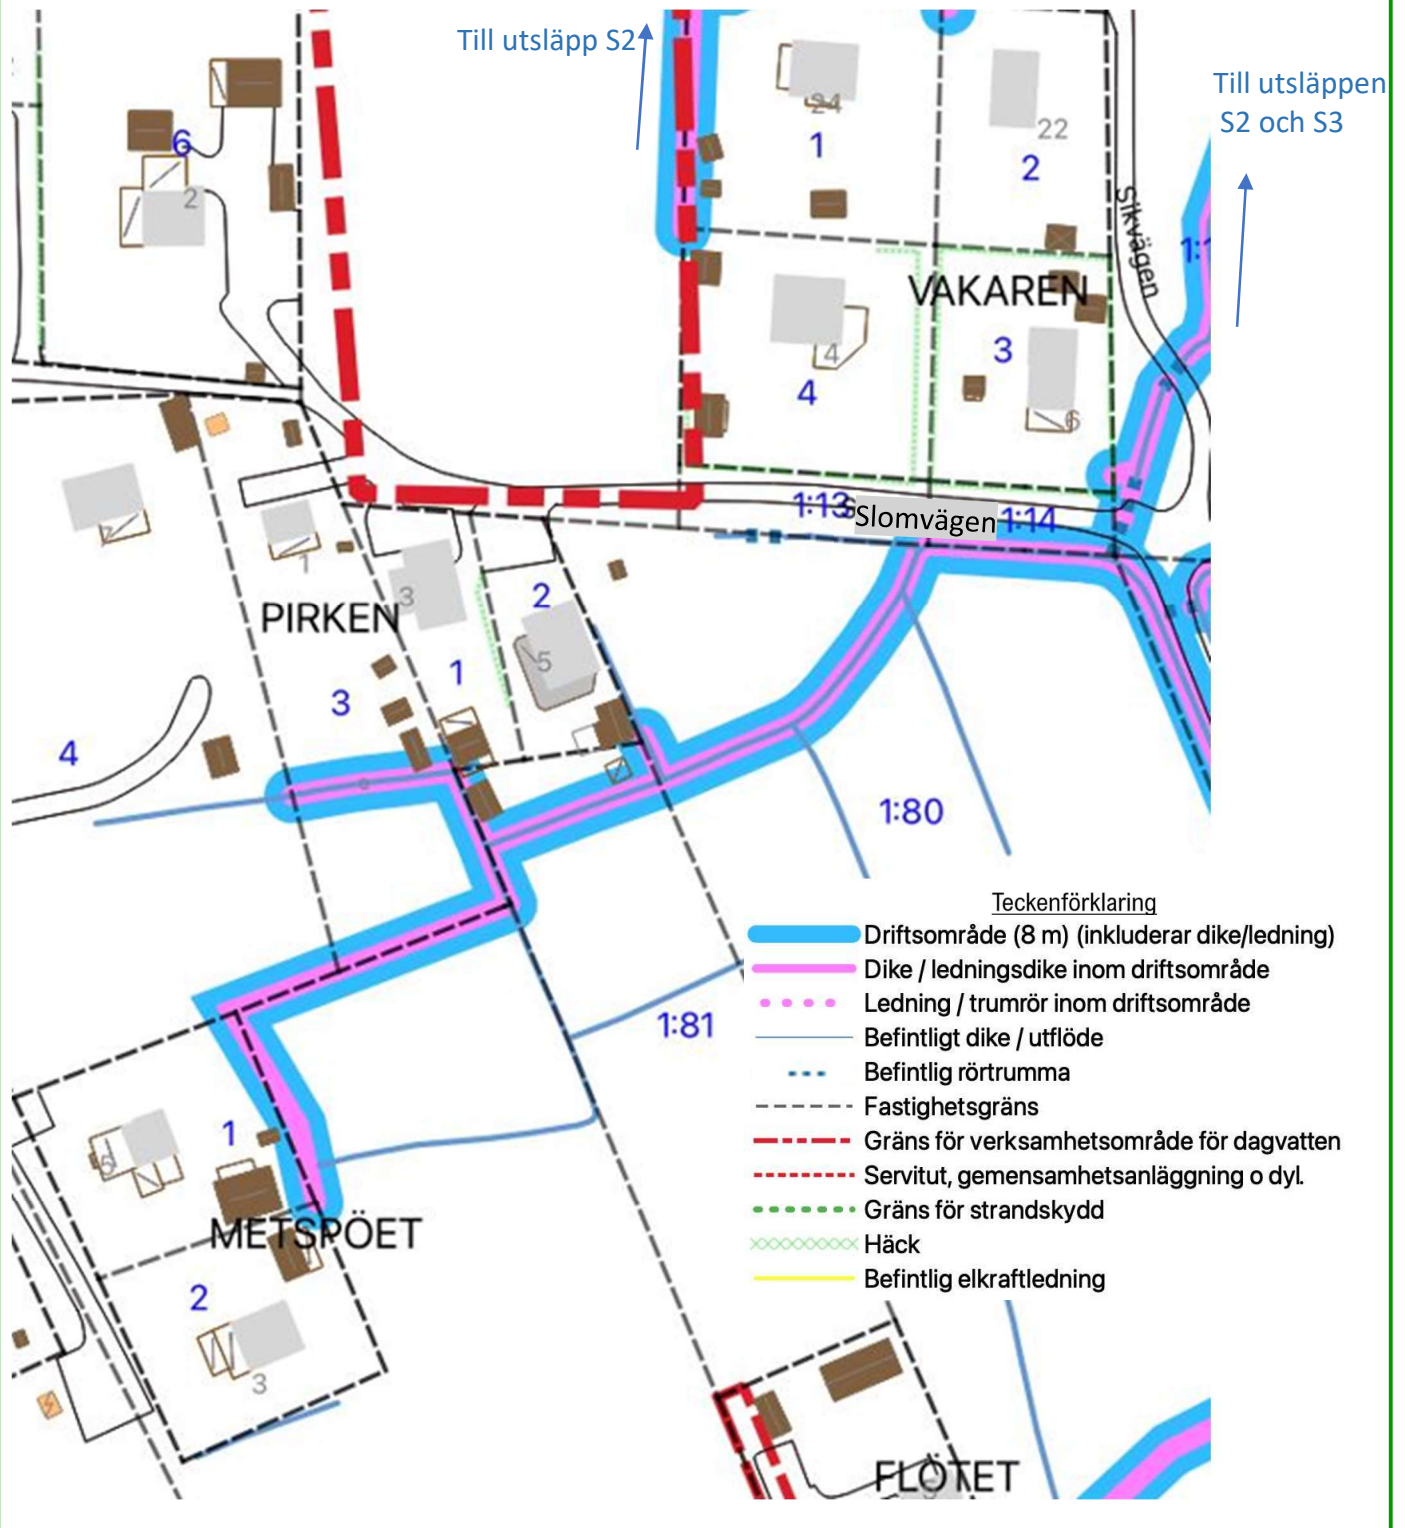 Till utsläpp S2
Till utsläppen
S2 och S3
24
1
22
2
6
2
Sikvägen
VAKAREN
4
4
3
6
1:13
Slomvägen
1:14
1
3
PIRKEN
2
5
1
3
4
1:80
1:81
Teckenförklaring
Driftsområde (8 m) (inkluderar dike/ledning)
Dike / ledningsdike inom driftsområde
Ledning / trumrör inom driftsområde
Befintligt dike / utflöde
Befintlig rörtrumma
Fastighetsgräns
Gräns för verksamhetsområde för dagvatten
Servitut, gemensamhetsanläggning o dyl.
Gräns för strandskydd
Häck
Befintlig elkraftledning
1
5
METSPÖET
2
3
FLÖTET